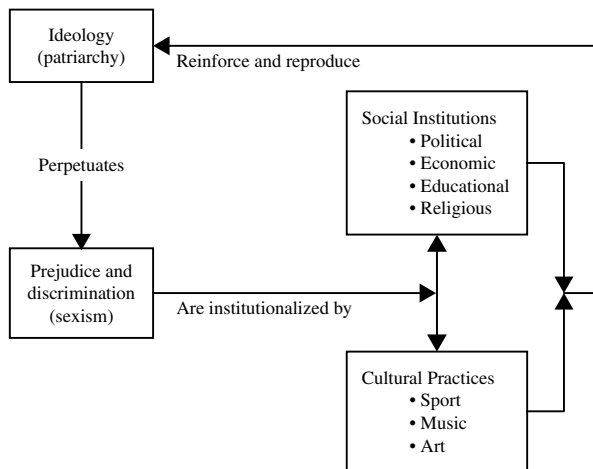 Ideology
(patriarchy)
Reinforce and reproduce
Social Institutions
• Political
• Economic
• Educational
• Religious
Perpetuates
Prejudice and
discrimination
(sexism)
Are institutionalized by
Cultural Practices
• Sport
• Music
• Art